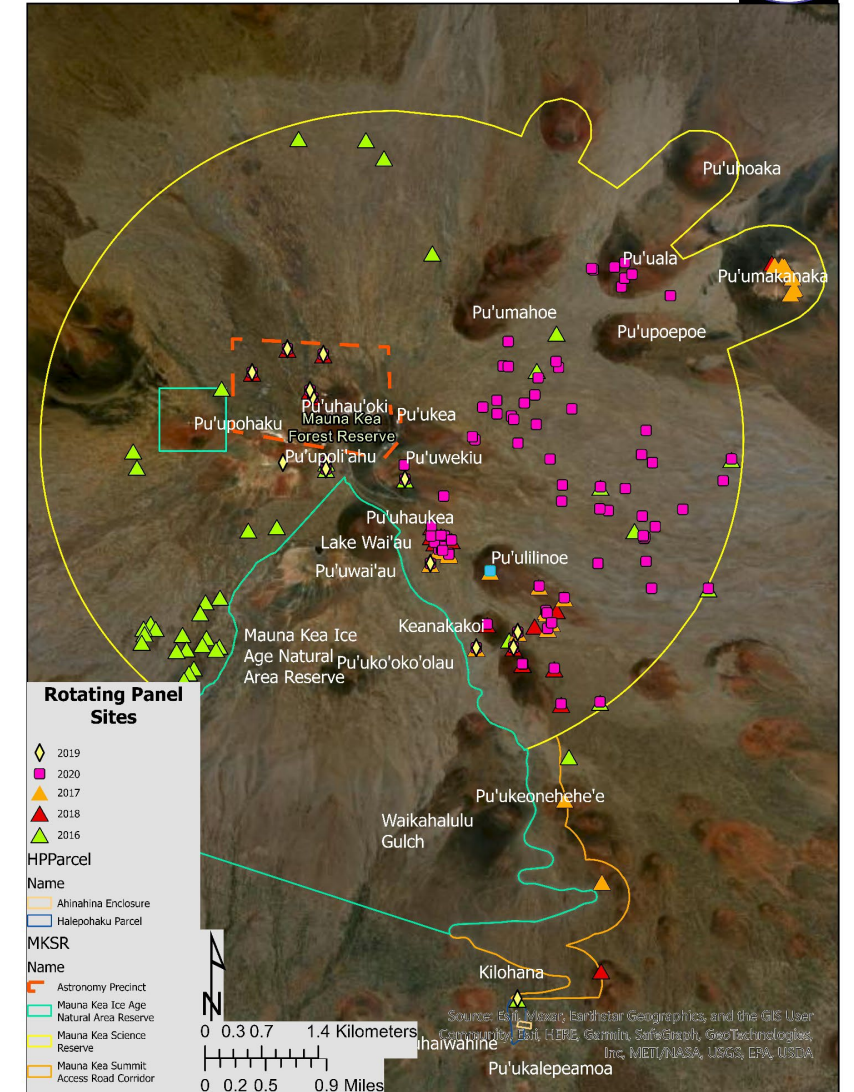 Pu'uhoaka
Pu'uala
Pu'umakanaka
Pu'umahoe
Pu'upoepoe
Pu'uhau'oki
Pu'ukea
Mauna Kea
Forest Reserve
Pu'upohaku
Pu'upoli'ahu
Pu'uwekiu
Pu'uhaukea
Lake Wai'au
Pu'ulilinoe
Pu'uwai'au
Keanakakoi
Mauna Kea Ice
Age Natural
Area Reserve
Pu'uko'oko'olau
Pu'ukeonehehe'e
Waikahalulu
Gulch
Kilohana
uhaiwahine
Pu'ukalepeamoa
Rotating Panel
Sites
2019
2020
2017
2018
2016
HPParcel
Name
Ahinahina Enclosure
Halepohaku Parcel
MKSR
Name
Astronomy Precinct
Mauna Kea Ice Age
Natural Area Reserve
Mauna Kea Science
Reserve
Mauna Kea Summit
Access Road Corridor
N
0 0.3 0.7 1.4 Kilometers
0 0.2 0.5 0.9 Miles
Source: Esri, Maxar, Earthstar Geographics, and the GIS User
Community, Esri, HERE, Garmin, SafeGraph, GeoTechnologies,
Inc, METI/NASA, USGS, EPA, USDA